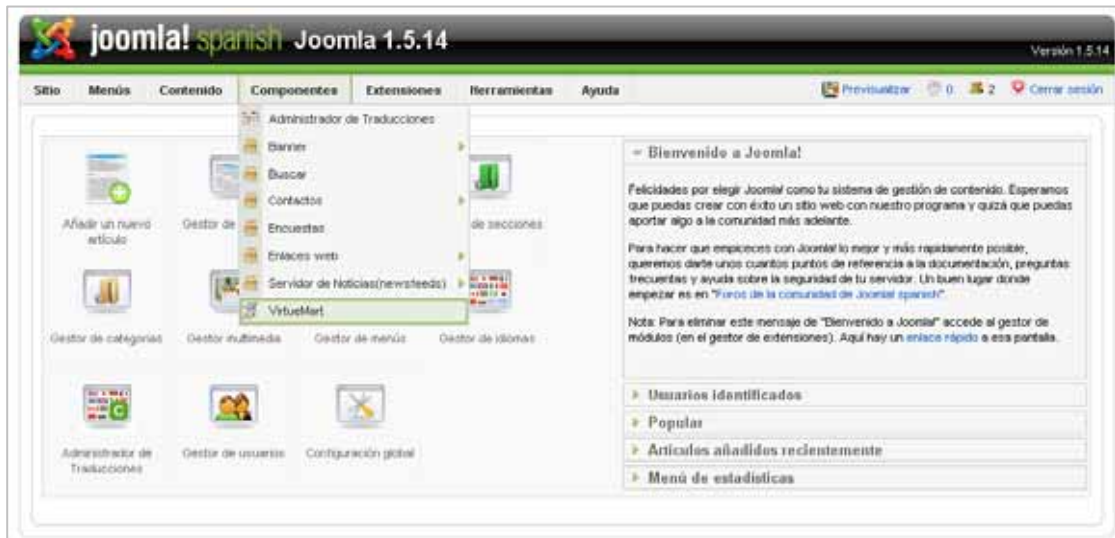 joomla! spanish Joomla 1.5.14
Versión 1.5.14
Sitio Menús Contenido Componentes Extensiones Herramientas Ayuda Previsualizar 0 2 Cerrar sesión
Administrador de Traducciones
Banner
Buscar
Contactos
Encuestas
Enlaces web
Servidor de Noticias(newsfeeds)
VirtueMart
Añadir un nuevo
artículo
Gestor de
de secciones
Gestor de categorías Gestor multimedia Gestor de menús Gestor de idiomas
Administrador de
Traducciones
Gestor de usuarios Configuración global
Bienvenido a Joomla!
Felicidades por elegir Joomla! como tu sistema de gestión de contenido. Esperamos
que puedas crear con éxito un sitio web con nuestro programa y quizá que puedas
aportar algo a la comunidad más adelante.
Para hacer que empieces con Joomla! lo mejor y más rapidamente posible,
queremos darte unos cuantos puntos de referencia a la documentación, preguntas
frecuentes y ayuda sobre la seguridad de tu servidor. Un buen lugar donde
empezar es en "Foros de la comunidad de Joomla! spanish".
Nota: Para eliminar este mensaje de "Bienvenido a Joomla!" accede al gestor de
módulos (en el gestor de extensiones). Aquí hay un enlace rápido a esa pantalla.
Usuarios identificados
Popular
Artículos añadidos recientemente
Menú de estadísticas